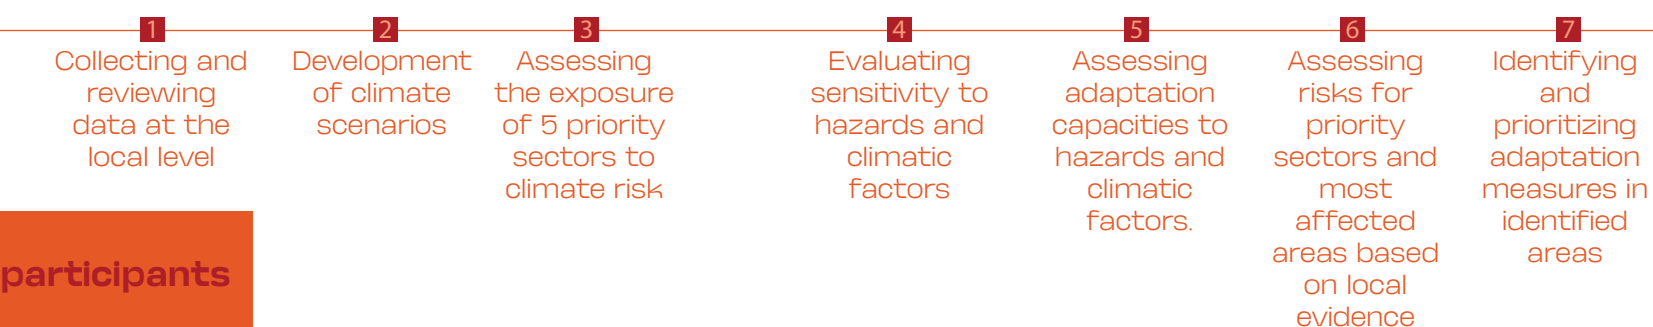 1
Collecting and
reviewing
data at the
local level
2
Development
of climate
scenarios
3
Assessing
the exposure
of 5 priority
sectors to
climate risk
4
Evaluating
sensitivity to
hazards and
climatic
factors
5
Assessing
adaptation
capacities to
hazards and
climatic
factors.
6
Assessing
risks for
priority
sectors and
most
affected
areas based
on local
evidence
7
Identifying
and
prioritizing
adaptation
measures in
identified
areas
participants